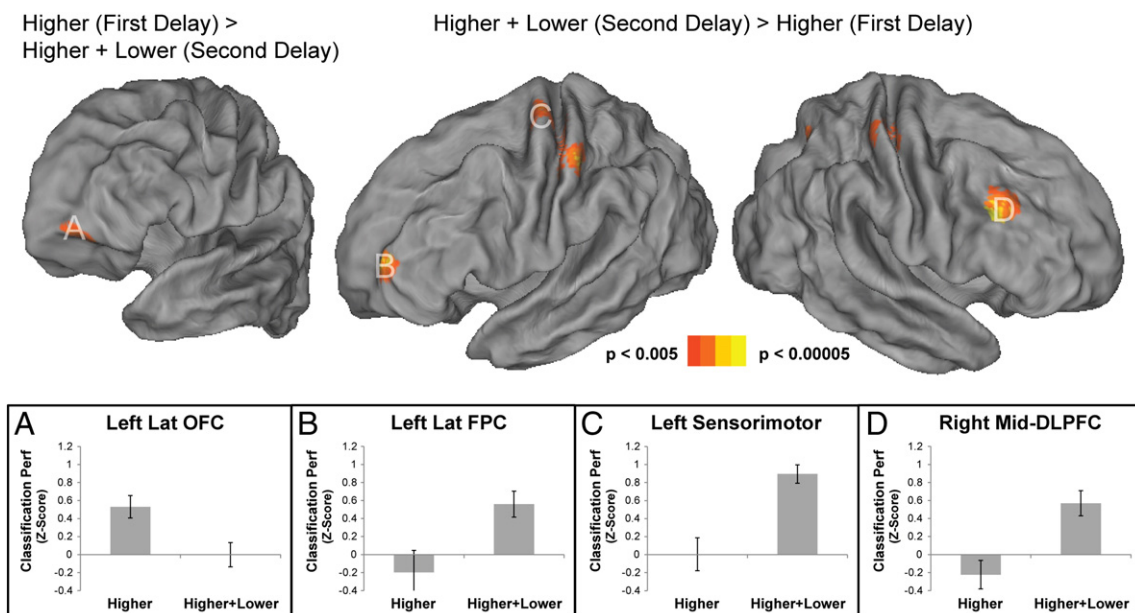 Higher (First Delay) >
Higher + Lower (Second Delay)
Higher + Lower (Second Delay) > Higher (First Delay)
A
B
C
D
p < 0.005
p < 0.00005
A
Left Lat OFC
Classification Perf
(Z-Score)
1.2
1
0.8
0.6
0.4
0.2
0
-0.2
-0.4
Higher
Higher+Lower
B
Left Lat FPC
Classification Perf
(Z-Score)
1.2
1
0.8
0.6
0.4
0.2
0
-0.2
-0.4
Higher
Higher+Lower
C
Left Sensorimotor
Classification Perf
(Z-Score)
1.2
1
0.8
0.6
0.4
0.2
0
-0.2
-0.4
Higher
Higher+Lower
D
Right Mid-DLPFC
Classification Perf
(Z-Score)
1.2
1
0.8
0.6
0.4
0.2
0
-0.2
-0.4
Higher
Higher+Lower